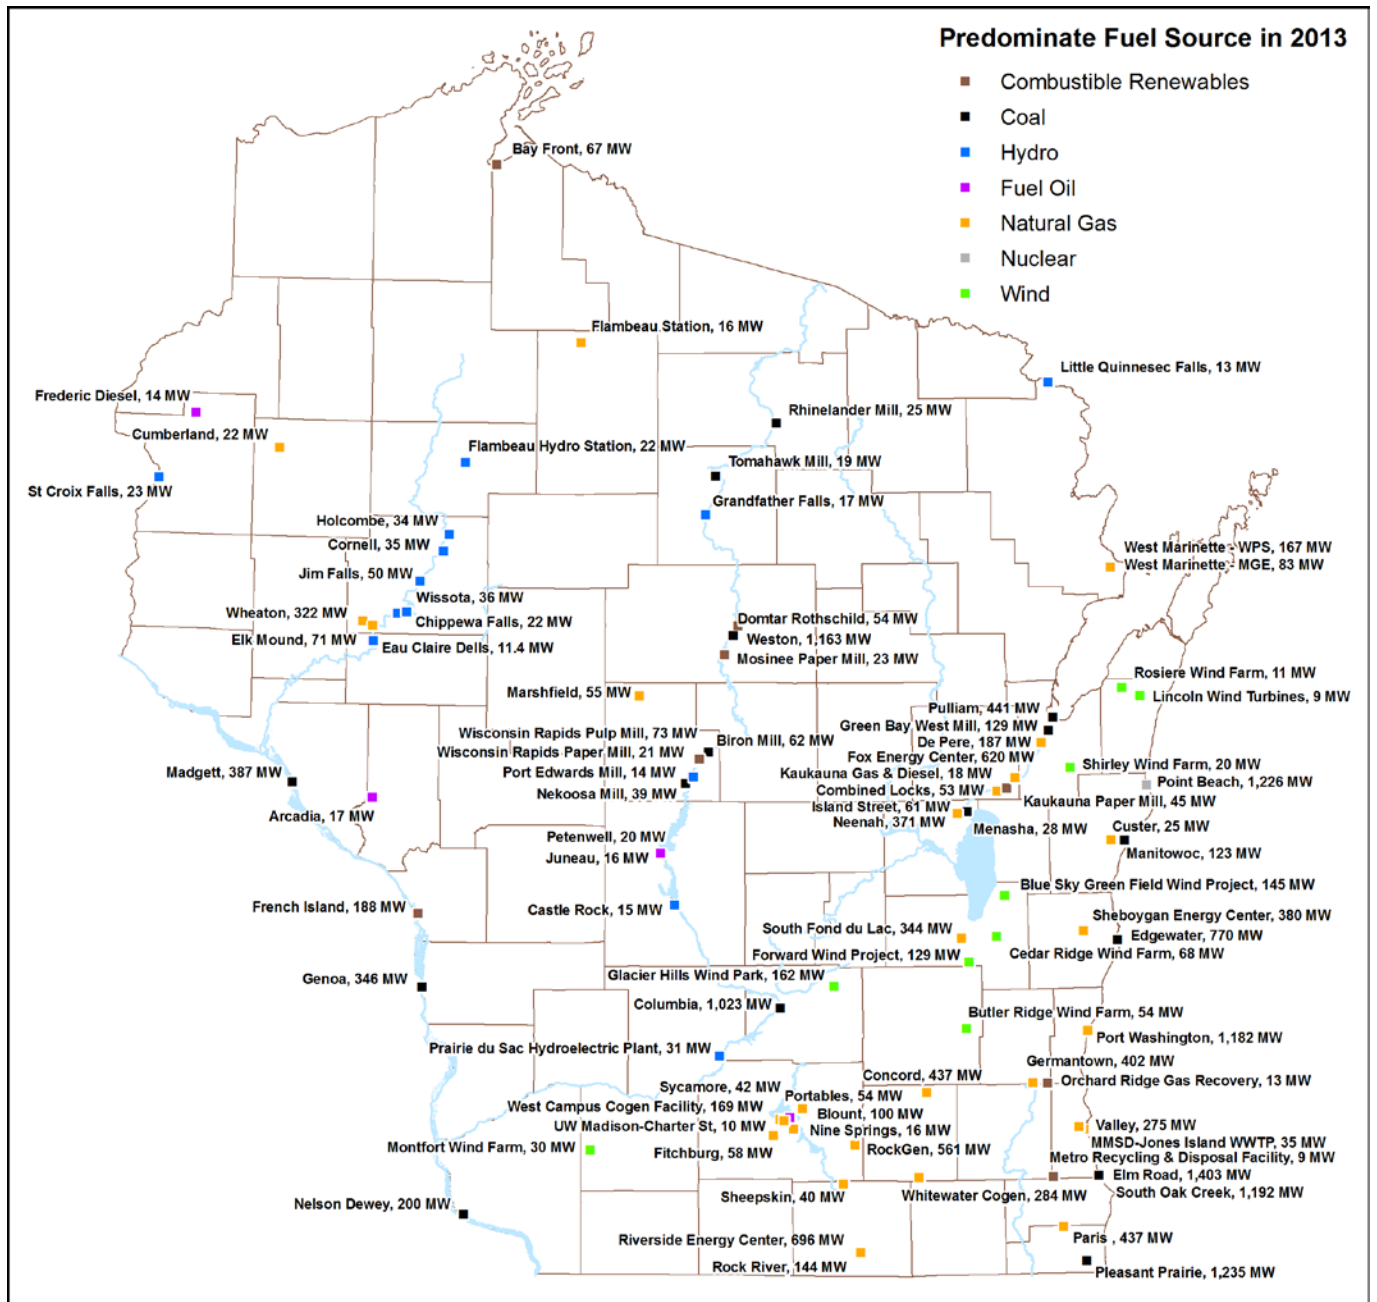 Predominate Fuel Source in 2013
Combustible Renewables
Coal
Hydro
Fuel Oil
Natural Gas
Nuclear
Wind
Bay Front, 67 MW
Flambeau Station, 16 MW
Little Quinnesec Falls, 13 MW
Frederic Diesel, 14 MW
Rhinelander Mill, 25 MW
Cumberland, 22 MW
Flambeau Hydro Station, 22 MW
Tomahawk Mill, 19 MW
St Croix Falls, 23 MW
Grandfather Falls, 17 MW
Holcombe, 34 MW
Cornell, 35 MW
West Marinette - WPS, 167 MW
West Marinette - MGE, 83 MW
Jim Falls, 50 MW
Wissota, 36 MW
Wheaton, 322 MW
Chippewa Falls, 22 MW
Domtar Rothschild, 54 MW
Elk Mound, 71 MW
Eau Claire Dells, 11.4 MW
Weston, 1,163 MW
Mosinee Paper Mill, 23 MW
Rosiere Wind Farm, 11 MW
Marshfield, 55 MW
Lincoln Wind Turbines, 9 MW
Pulliam, 441 MW
Green Bay West Mill, 129 MW
Wisconsin Rapids Pulp Mill, 73 MW
Biron Mill, 62 MW
De Pere, 187 MW
Wisconsin Rapids Paper Mill, 21 MW
Fox Energy Center, 620 MW
Shirley Wind Farm, 20 MW
Madgett, 387 MW
Port Edwards Mill, 14 MW
Kaukauna Gas & Diesel, 18 MW
Point Beach, 1,226 MW
Nekoosa Mill, 39 MW
Combined Locks, 53 MW
Kaukauna Paper Mill, 45 MW
Arcadia, 17 MW
Island Street, 61 MW
Neenah, 371 MW
Menasha, 28 MW
Custer, 25 MW
Petenwell, 20 MW
Manitowoc, 123 MW
Juneau, 16 MW
Blue Sky Green Field Wind Project, 145 MW
French Island, 188 MW
Castle Rock, 15 MW
Sheboygan Energy Center, 380 MW
South Fond du Lac, 344 MW
Edgewater, 770 MW
Forward Wind Project, 129 MW
Cedar Ridge Wind Farm, 68 MW
Genoa, 346 MW
Glacier Hills Wind Park, 162 MW
Columbia, 1,023 MW
Butler Ridge Wind Farm, 54 MW
Port Washington, 1,182 MW
Prairie du Sac Hydroelectric Plant, 31 MW
Germantown, 402 MW
Concord, 437 MW
Orchard Ridge Gas Recovery, 13 MW
Sycamore, 42 MW
Portables, 54 MW
West Campus Cogen Facility, 169 MW
Blount, 100 MW
UW Madison-Charter St, 10 MW
Nine Springs, 16 MW
Valley, 275 MW
MMSD-Jones Island WWTP, 35 MW
Montfort Wind Farm, 30 MW
Fitchburg, 58 MW
RockGen, 561 MW
Metro Recycling & Disposal Facility, 9 MW
Elm Road, 1,403 MW
Nelson Dewey, 200 MW
Sheepskin, 40 MW
Whitewater Cogen, 284 MW
South Oak Creek, 1,192 MW
Riverside Energy Center, 696 MW
Paris , 437 MW
Rock River, 144 MW
Pleasant Prairie, 1,235 MW